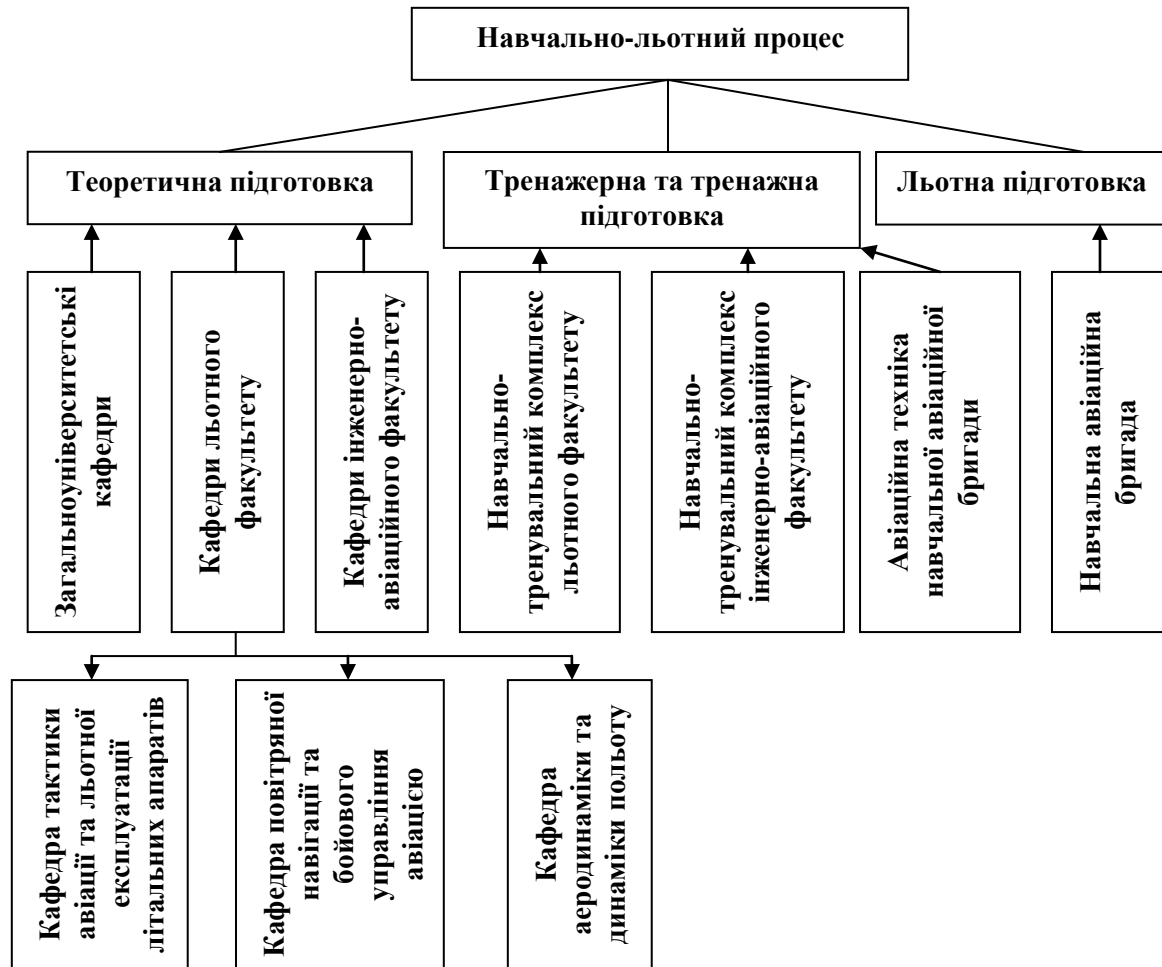 Навчально-льотний процес
Теоретична підготовка
Тренажерна та тренажна
підготовка
Льотна підготовка
Загальноуніверситетські
кафедри
Кафедри льотного
факультету
Кафедри інженерно-
авіаційного факультету
Навчально-
тренувальний комплекс
льотного факультету
Навчально-
тренувальний комплекс
інженерно-авіаційного
факультету
Авіаційна техніка
навчальної авіаційної
бригади
Навчальна авіаційна
бригада
Кафедра тактики
авіації та льотної
експлуатації
літальних апаратів
Кафедра повітряної
навігації та
бойового
управління
авіацією
Кафедра
аеродинаміки та
динаміки польоту